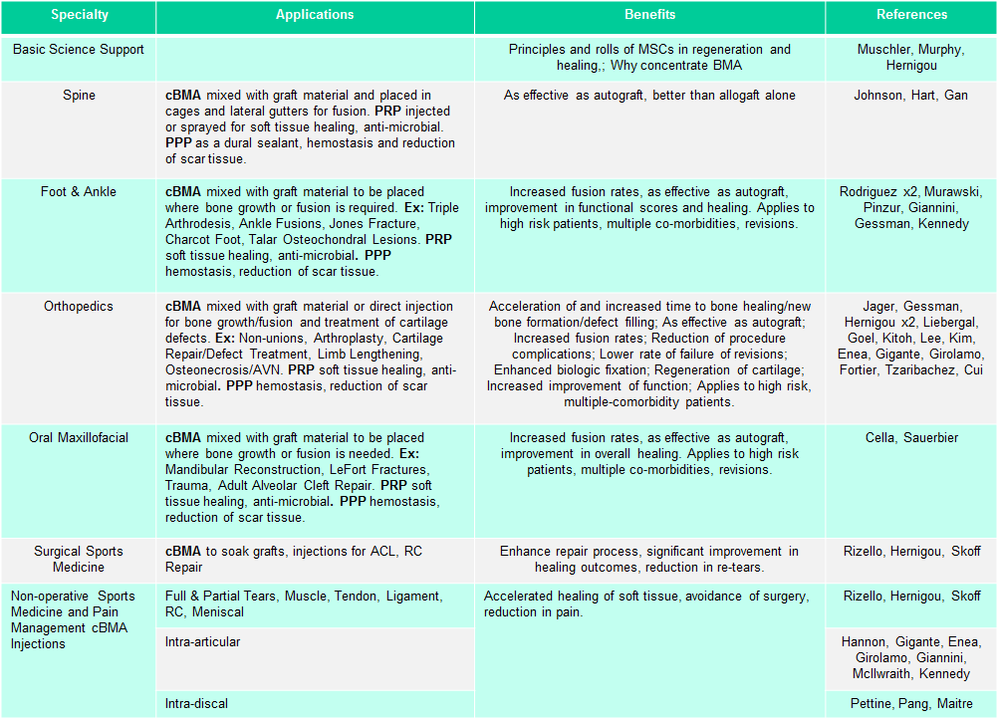 Specialty
Applications
Benefits
References
Basic Science Support
Principles and rolls of MSCs in regeneration and
healing,; Why concentrate BMA
Muschler, Murphy,
Hernigou
Spine
cBMA mixed with graft material and placed in
cages and lateral gutters for fusion. PRP injected
or sprayed for soft tissue healing, anti-microbial.
PPP as a dural sealant, hemostasis and reduction
of scar tissue.
As effective as autograft, better than allogaft alone
Johnson, Hart, Gan
Foot & Ankle
cBMA mixed with graft material to be placed
where bone growth or fusion is required. Ex: Triple
Arthrodesis, Ankle Fusions, Jones Fracture,
Charcot Foot, Talar Osteochondral Lesions. PRP
soft tissue healing, anti-microbial. PPP
hemostasis, reduction of scar tissue.
Increased fusion rates, as effective as autograft,
improvement in functional scores and healing. Applies to
high risk patients, multiple co-morbidities, revisions.
Rodriguez x2, Murawski,
Pinzur, Giannini,
Gessman, Kennedy
Orthopedics
cBMA mixed with graft material or direct injection
for bone growth/fusion and treatment of cartilage
defects. Ex: Non-unions, Arthroplasty, Cartilage
Repair/Defect Treatment, Limb Lengthening,
Osteonecrosis/AVN. PRP soft tissue healing, anti-
microbial. PPP hemostasis, reduction of scar
tissue.
Acceleration of and increased time to bone healing/new
bone formation/defect filling; As effective as autograft;
Increased fusion rates; Reduction of procedure
complications; Lower rate of failure of revisions;
Enhanced biologic fixation; Regeneration of cartilage;
Increased improvement of function; Applies to high risk,
multiple-comorbidity patients.
Jager, Gessman,
Hernigou x2, Liebergal,
Goel, Kitoh, Lee, Kim,
Enea, Gigante, Girolamo,
Fortier, Tzaribachez, Cui
Oral Maxillofacial
cBMA mixed with graft material to be placed
where bone growth or fusion is needed. Ex:
Mandibular Reconstruction, LeFort Fractures,
Trauma, Adult Alveolar Cleft Repair. PRP soft
tissue healing, anti-microbial. PPP hemostasis,
reduction of scar tissue.
Increased fusion rates, as effective as autograft,
improvement in overall healing. Applies to high risk
patients, multiple co-morbidities, revisions.
Cella, Sauerbier
Surgical Sports
Medicine
cBMA to soak grafts, injections for ACL, RC
Repair
Enhance repair process, significant improvement in
healing outcomes, reduction in re-tears.
Rizello, Hernigou, Skoff
Non-operative Sports
Medicine and Pain
Management cBMA
Injections
Full & Partial Tears, Muscle, Tendon, Ligament,
RC, Meniscal
Accelerated healing of soft tissue, avoidance of surgery,
reduction in pain.
Rizello, Hernigou, Skoff
Intra-articular
Hannon, Gigante, Enea,
Girolamo, Giannini,
McIlwraith, Kennedy
Intra-discal
Pettine, Pang, Maitre